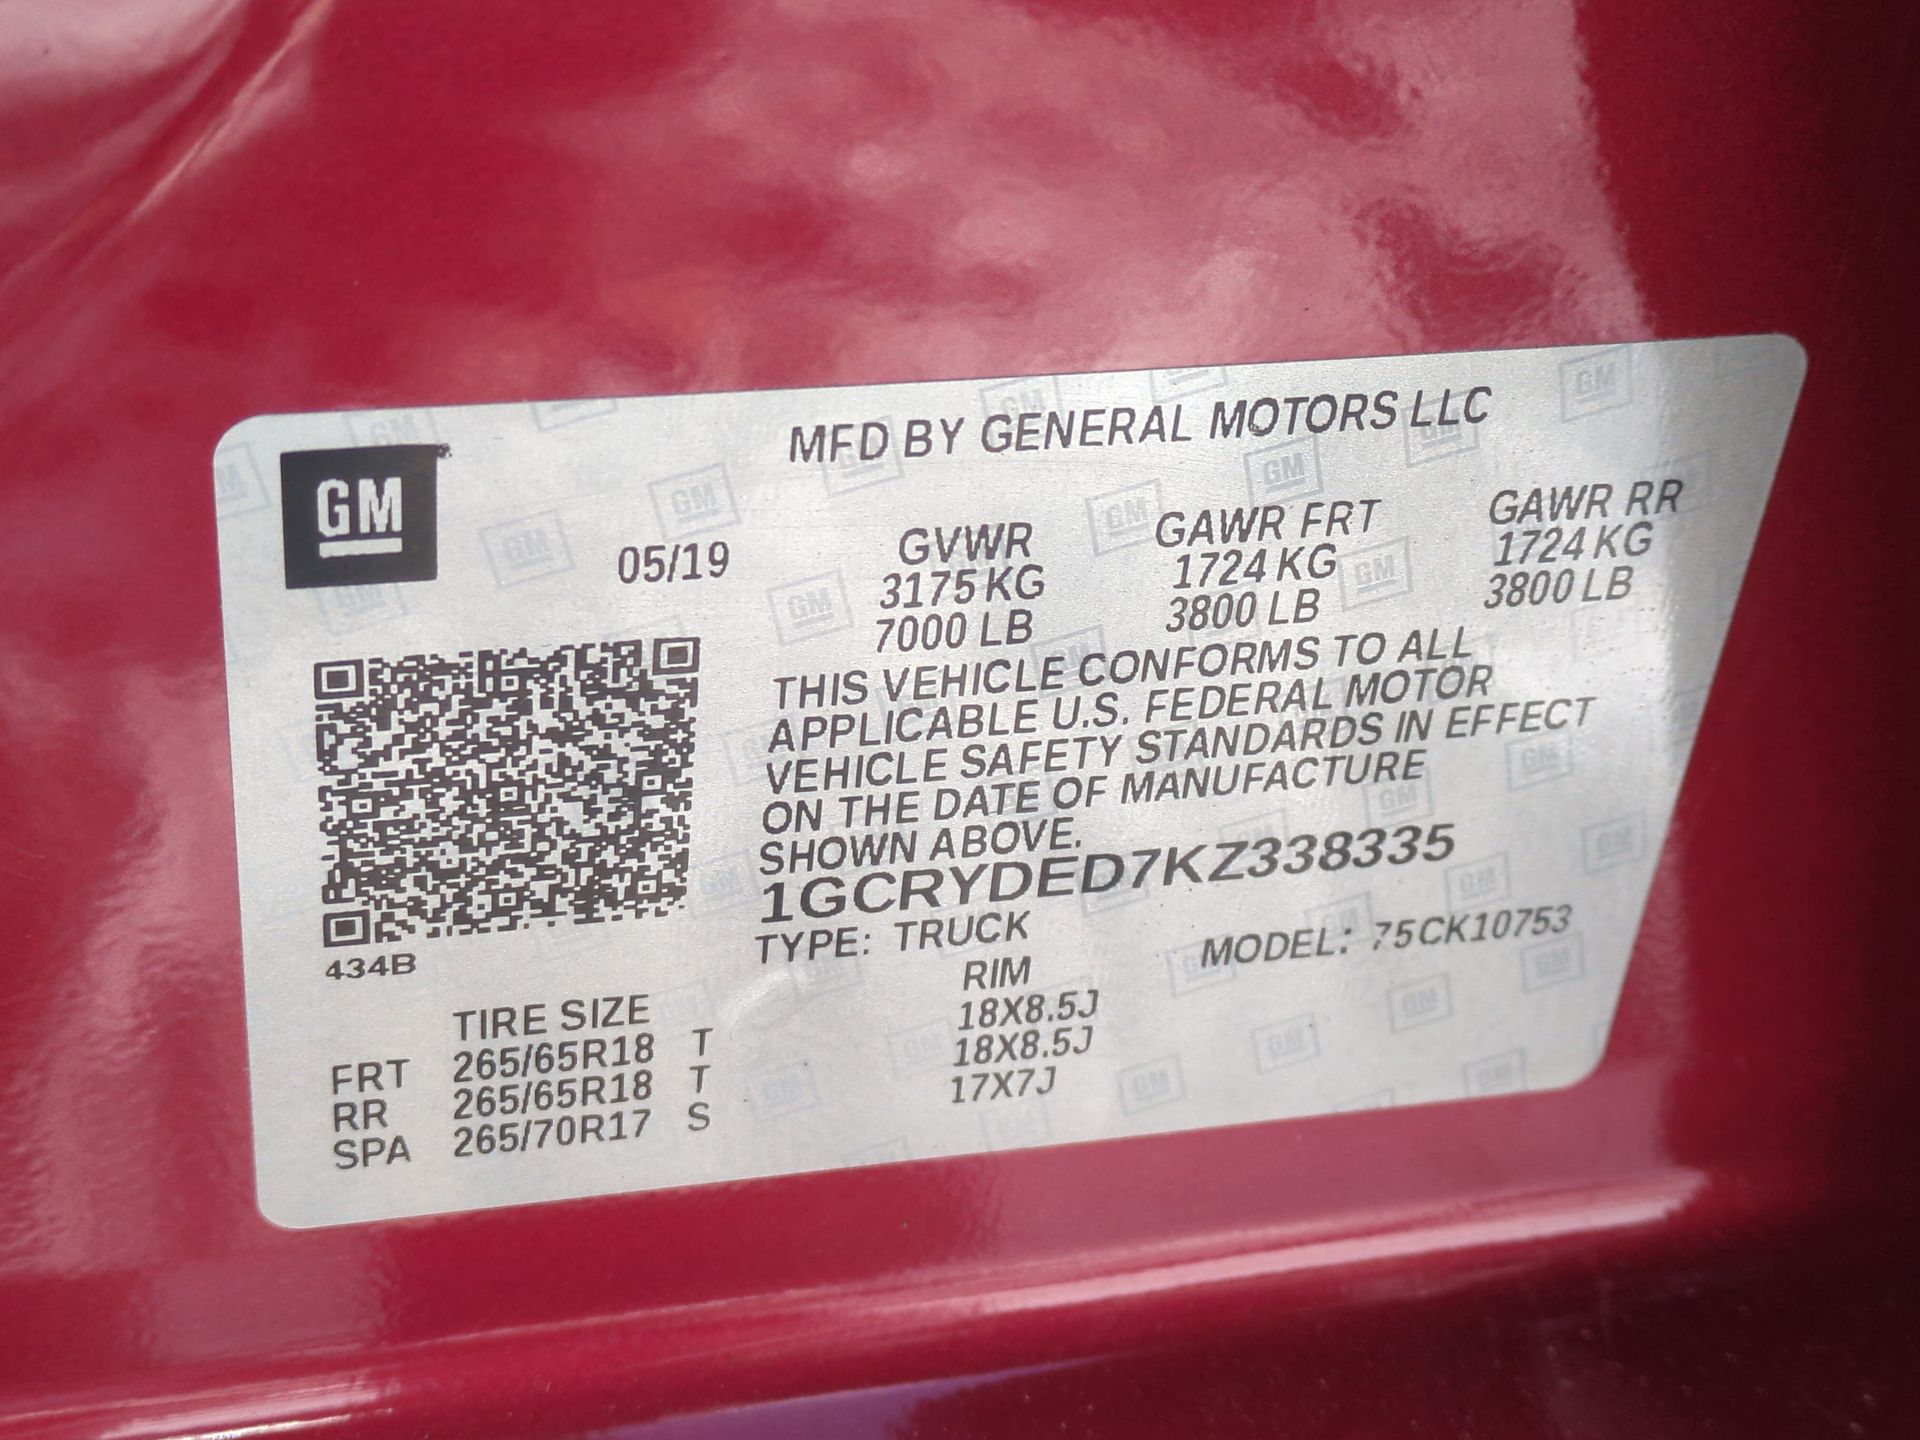 MFD BY GENERAL MOTORS LLC
GM
05/19
GVWR GAWR FRT GAWR RR
3175 KG 1724 KG 1724 KG
7000 LB 3800 LB 3800 LB
THIS VEHICLE CONFORMS TO ALL
APPLICABLE U.S. FEDERAL MOTOR
VEHICLE SAFETY STANDARDS IN EFFECT
ON THE DATE OF MANUFACTURE
SHOWN ABOVE.
1GCRYDED7KZ338335
TYPE: TRUCK MODEL: 75CK10753
434B
TIRE SIZE RIM
FRT 265/65R18 T 18X8.5J
RR 265/65R18 T 18X8.5J
SPA 265/70R17 S 17X7J